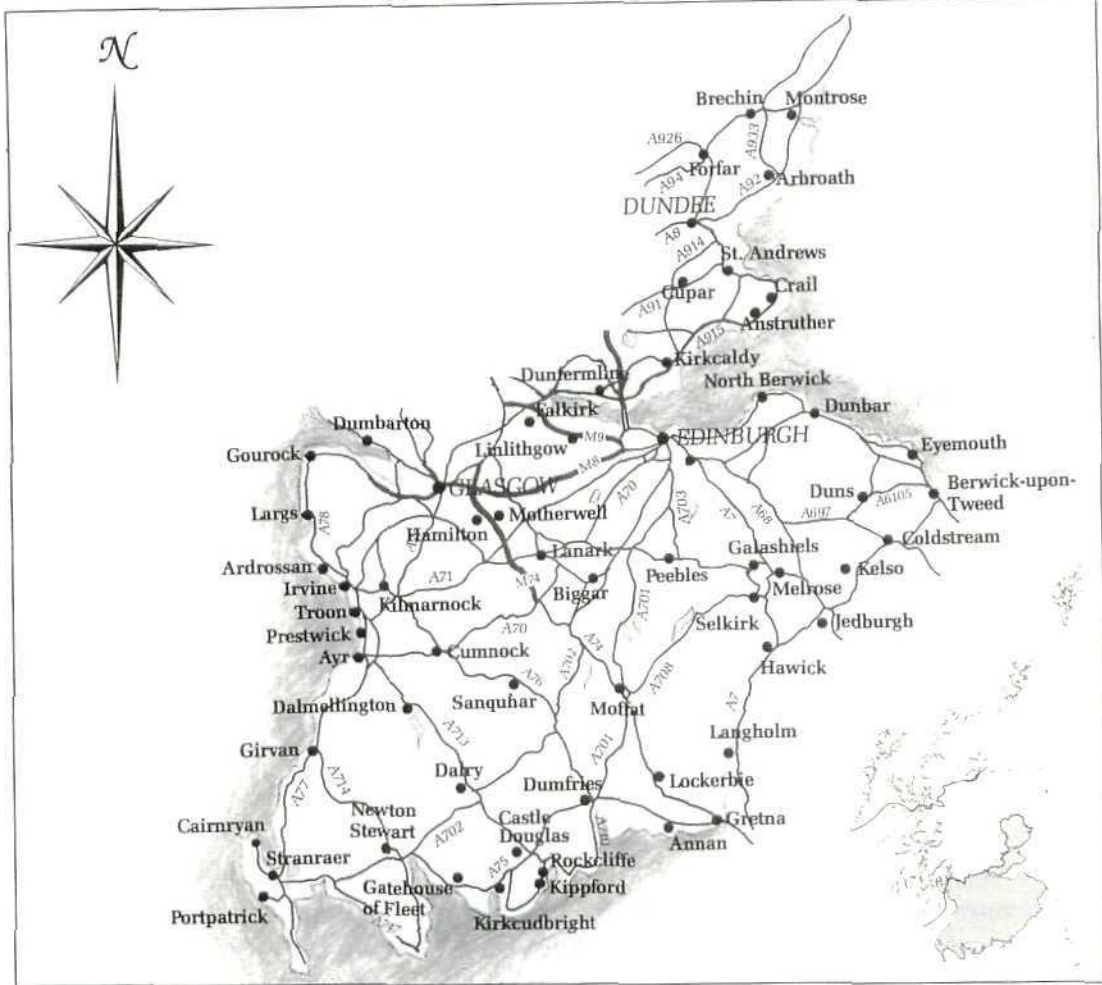 N
Brechin
Montrose
A926
A933
Forfar
A94
A92
Arbroath
DUNDEE
A8
A914
St. Andrews
Cupar
Crail
A91
Anstruther
A915
Kirkcaldy
Dunfermline
North Berwick
Falkirk
Dunbar
Dumbarton
Linlithgow
M9
EDINBURGH
Eyemouth
Gourock
M8
GLASGOW
A70
A703
Duns
A6105
Berwick-upon-
Tweed
Largs
A78
Motherwell
A7
A68
A697
Hamilton
Coldstream
Lanark
Galashiels
Ardrossan
A71
M74
Peebles
Kelso
Irvine
Kilmarnock
Biggar
A701
Melrose
Troon
A70
Selkirk
Jedburgh
Prestwick
A74
Ayr
Cumnock
A702
A708
Hawick
Sanquhar
A76
Moffat
Dalmellington
A7
A713
Langholm
Girvan
A701
A77
A714
Dalry
Dumfries
Lockerbie
Newton
Stewart
Castle
Douglas
Gretna
Cairnryan
A702
Annan
Stranraer
A75
Rockcliffe
Gatehouse
of Fleet
Kippford
Portpatrick
Kirkcudbright